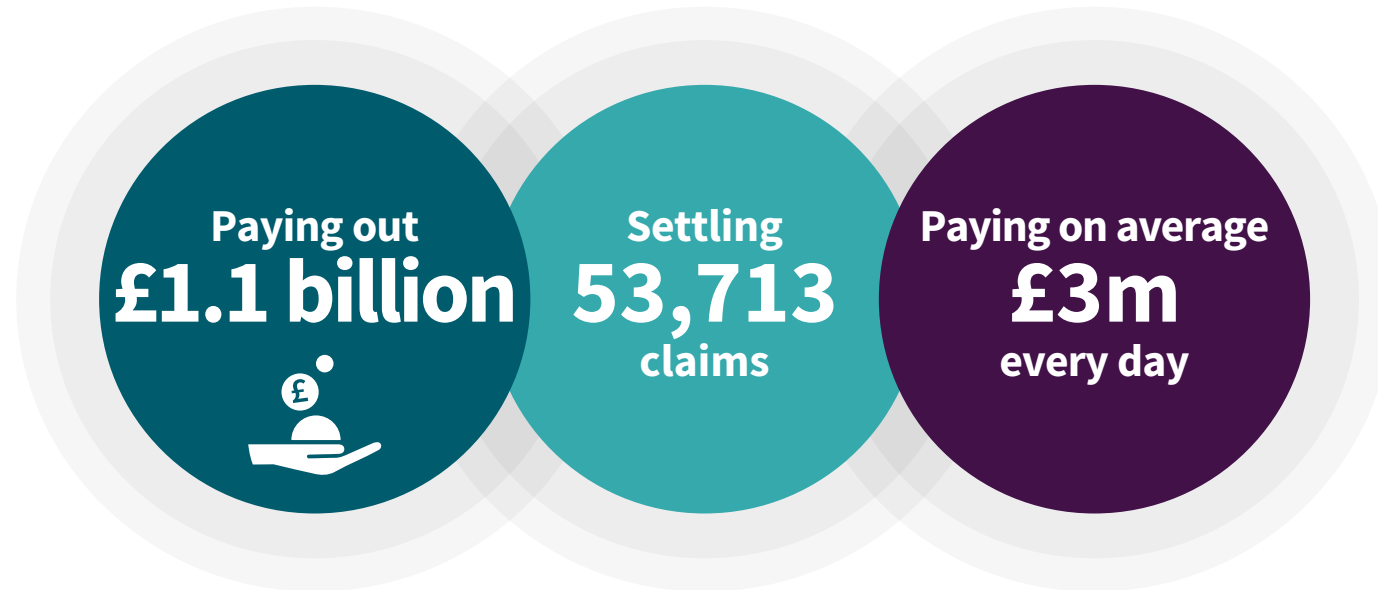 Paying out
£1.1 billion
£
Settling
53,713
claims
Paying on average
£3m
every day